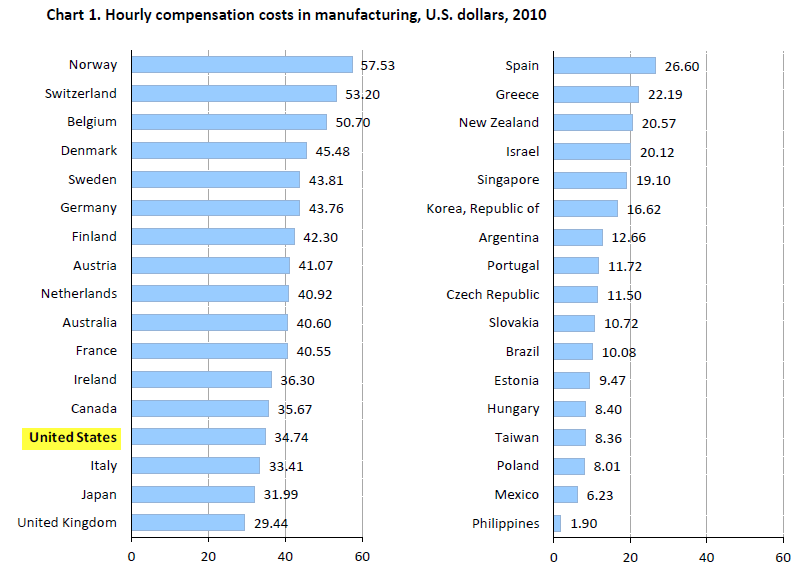 Chart 1. Hourly compensation costs in manufacturing, U.S. dollars, 2010
Norway 57.53
Switzerland 53.20
Belgium 50.70
Denmark 45.48
Sweden 43.81
Germany 43.76
Finland 42.30
Austria 41.07
Netherlands 40.92
Australia 40.60
France 40.55
Ireland 36.30
Canada 35.67
United States 34.74
Italy 33.41
Japan 31.99
United Kingdom 29.44
0 20 40 60
Spain 26.60
Greece 22.19
New Zealand 20.57
Israel 20.12
Singapore 19.10
Korea, Republic of 16.62
Argentina 12.66
Portugal 11.72
Czech Republic 11.50
Slovakia 10.72
Brazil 10.08
Estonia 9.47
Hungary 8.40
Taiwan 8.36
Poland 8.01
Mexico 6.23
Philippines 1.90
0 20 40 60